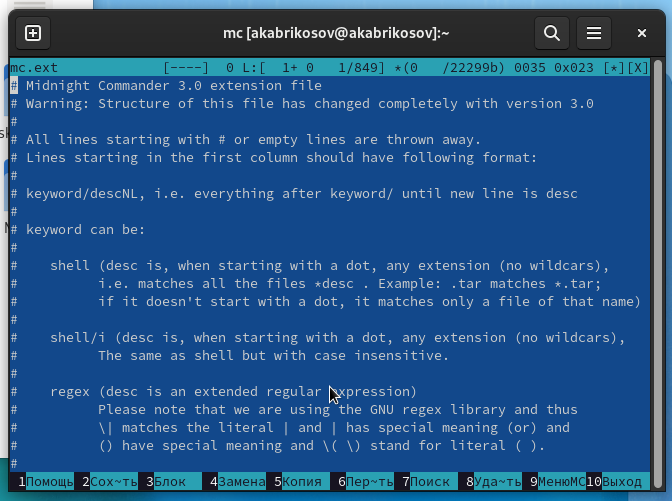 mc [akabrikosov@akabrikosov]:~
mc.ext [----] 0 L:[ 1+ 0 1/849] *(0 /22299b) 0035 0x023 [*][X]
# Midnight Commander 3.0 extension file
# Warning: Structure of this file has changed completely with version 3.0
#
# All lines starting with # or empty lines are thrown away.
# Lines starting in the first column should have following format:
#
# keyword/descNL, i.e. everything after keyword/ until new line is desc
#
# keyword can be:
#
# shell (desc is, when starting with a dot, any extension (no wildcars),
# i.e. matches all the files *desc . Example: .tar matches *.tar;
# if it doesn't start with a dot, it matches only a file of that name)
#
# shell/i (desc is, when starting with a dot, any extension (no wildcars),
# The same as shell but with case insensitive.
#
# regex (desc is an extended regular expression)
# Please note that we are using the GNU regex library and thus
# \| matches the literal | and | has special meaning (or) and
# () have special meaning and \( \) stand for literal ( ).
#
1Помощь 2Сох~ть 3Блок 4Замена 5Копия 6Пер~ть 7Поиск 8Уда~ть 9МенюMC 10Выход